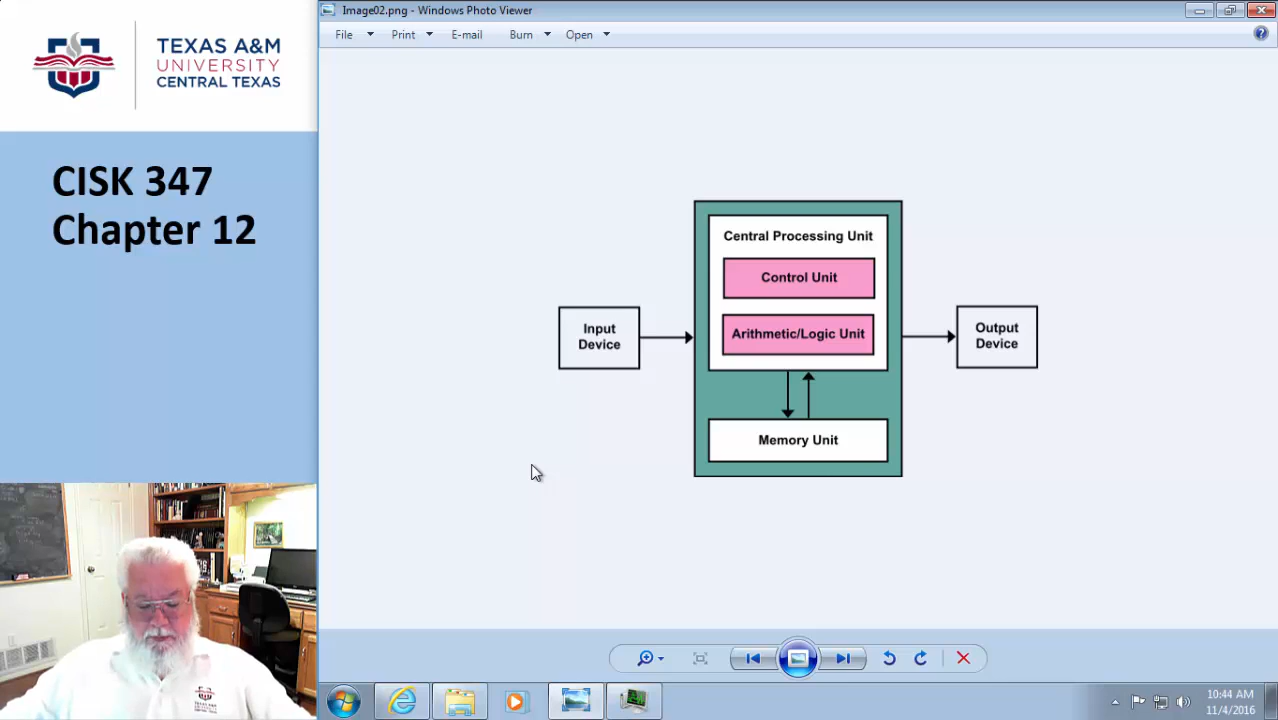 TEXAS A&M
UNIVERSITY
CENTRAL TEXAS
CISK 347
Chapter 12
Image02.png - Windows Photo Viewer
File Print E-mail Burn Open
Central Processing Unit
Control Unit
Arithmetic/Logic Unit
Input
Device
Output
Device
Memory Unit
10:44 AM
11/4/2016